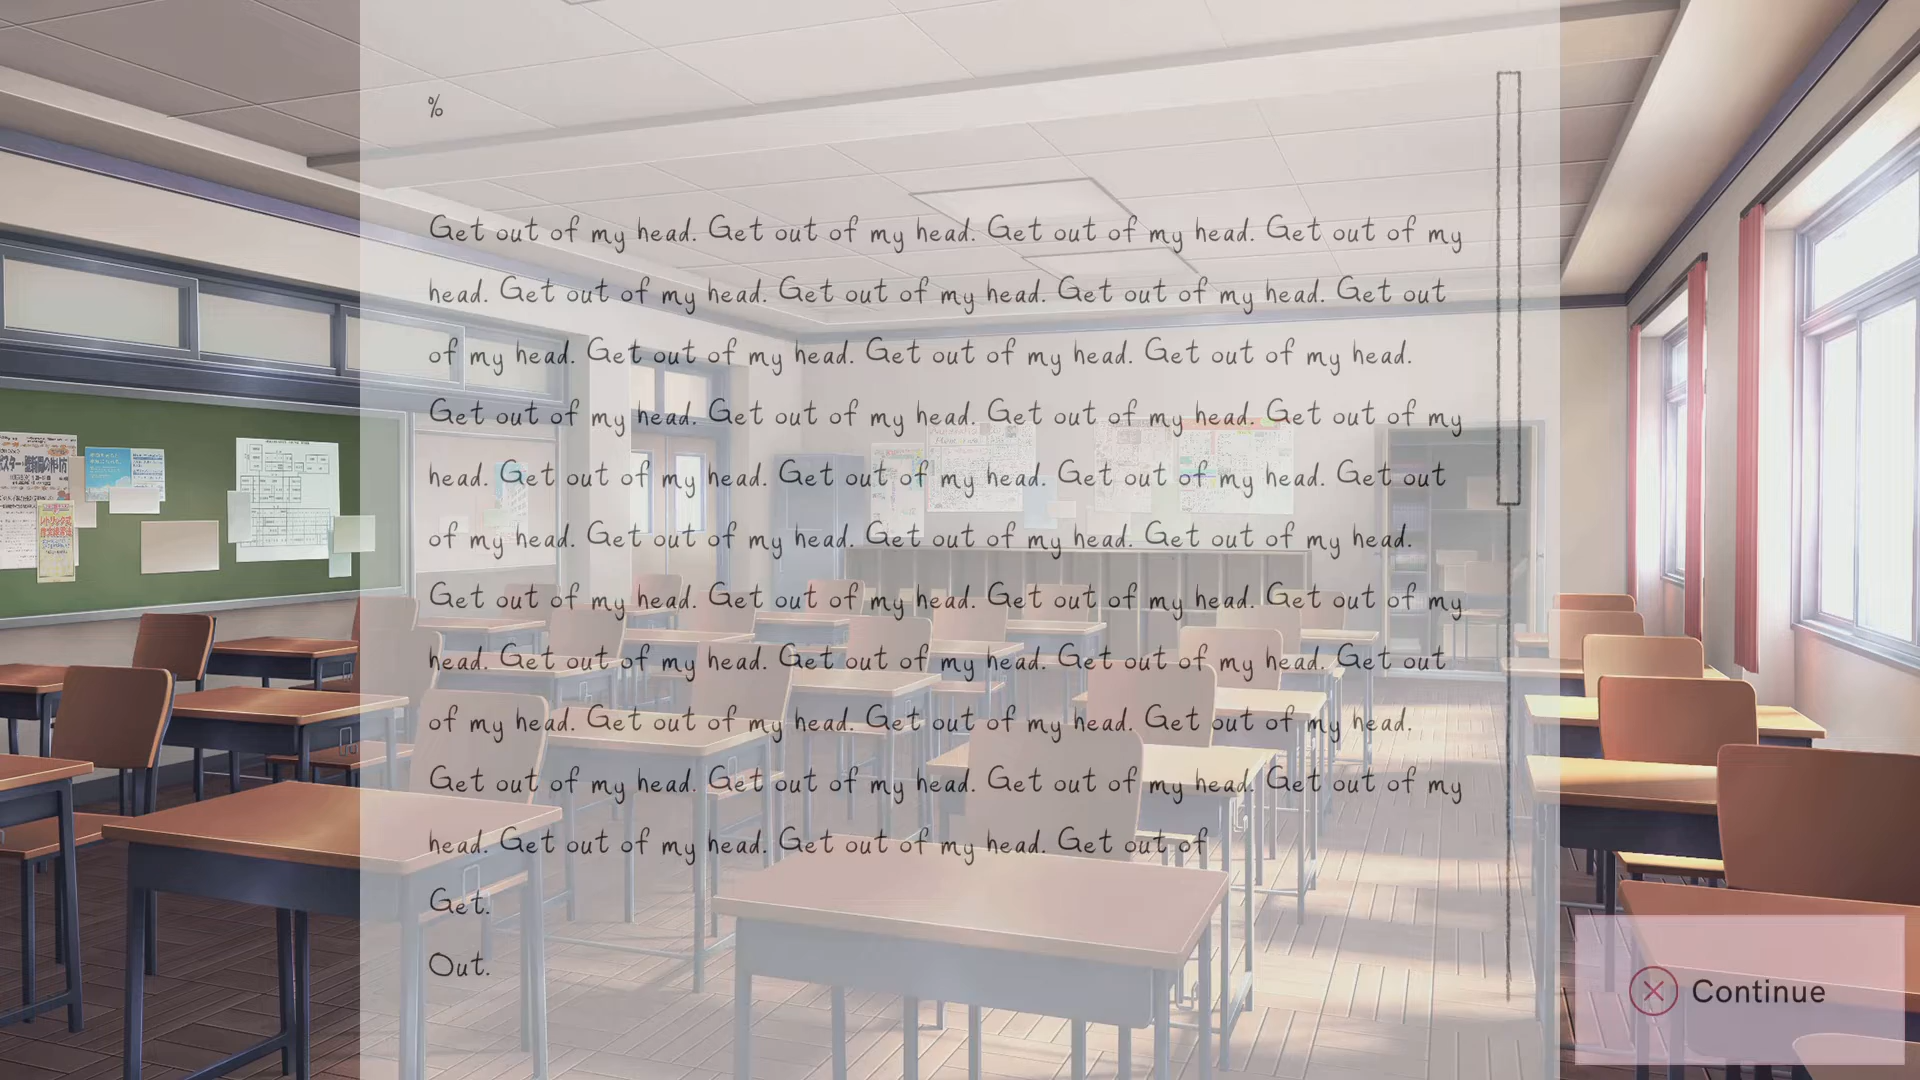 %
Get out of my head. Get out of my head. Get out of my head. Get out of my
head. Get out of my head. Get out of my head. Get out of my head. Get out
of my head. Get out of my head. Get out of my head. Get out of my head.
Get out of my head. Get out of my head. Get out of my head. Get out of my
head. Get out of my head. Get out of my head. Get out of my head. Get out
of my head. Get out of my head. Get out of my head. Get out of my head.
Get out of my head. Get out of my head. Get out of my head. Get out of my
head. Get out of my head. Get out of my head. Get out of my head. Get out
of my head. Get out of my head. Get out of my head. Get out of my head.
Get out of my head. Get out of my head. Get out of my head. Get out of my
head. Get out of my head. Get out of my head. Get out of
Get.
Out.
Continue